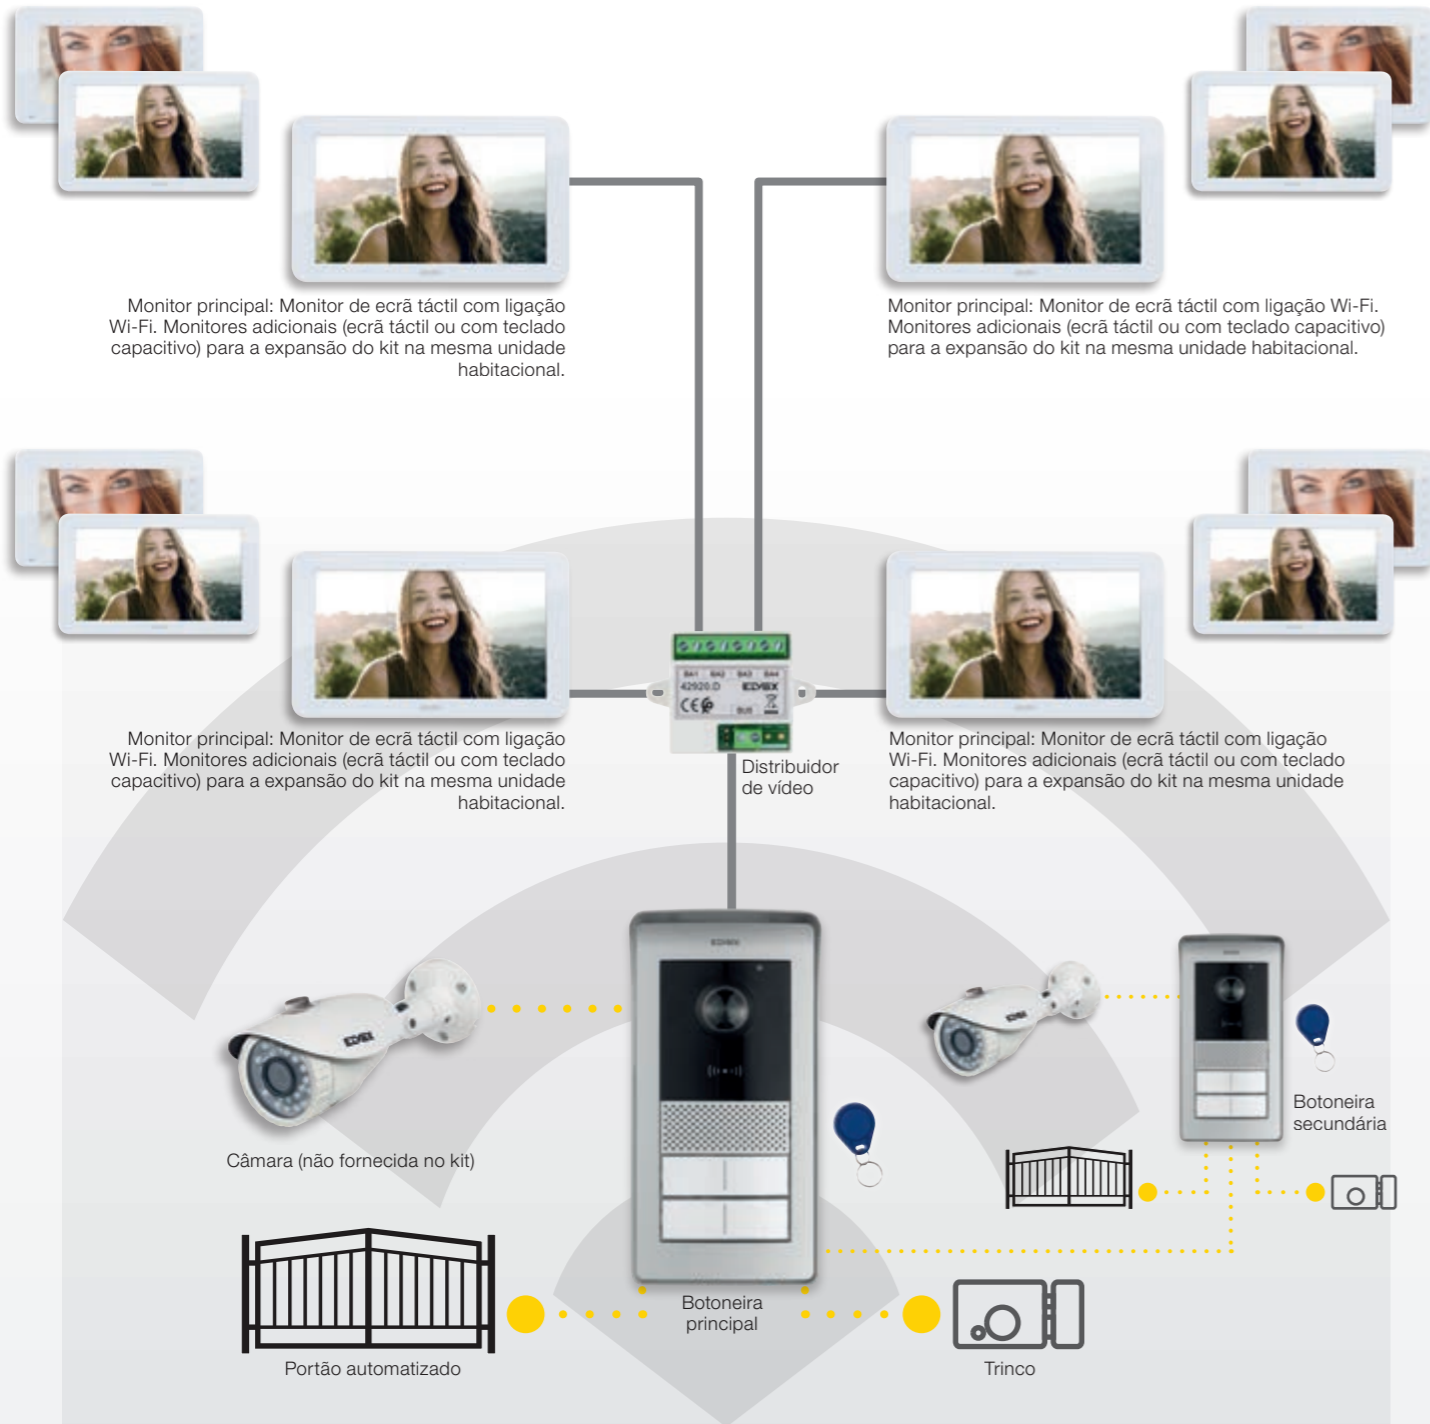 Monitor principal: Monitor de ecrã táctil com ligação
Wi-Fi. Monitores adicionais (ecrã táctil ou com teclado
capacitivo) para a expansão do kit na mesma unidade
habitacional.
Monitor principal: Monitor de ecrã táctil com ligação Wi-Fi.
Monitores adicionais (ecrã táctil ou com teclado capacitivo)
para a expansão do kit na mesma unidade habitacional.
Monitor principal: Monitor de ecrã táctil com ligação
Wi-Fi. Monitores adicionais (ecrã táctil ou com teclado
capacitivo) para a expansão do kit na mesma unidade
habitacional.
BA1 BA2 BA3 BA4
42920.D
CE
BUS
Distribuidor
de vídeo
Monitor principal: Monitor de ecrã táctil com ligação
Wi-Fi. Monitores adicionais (ecrã táctil ou com teclado
capacitivo) para a expansão do kit na mesma unidade
habitacional.
Câmara (não fornecida no kit)
Botoneira
secundária
Botoneira
principal
Portão automatizado
Trinco